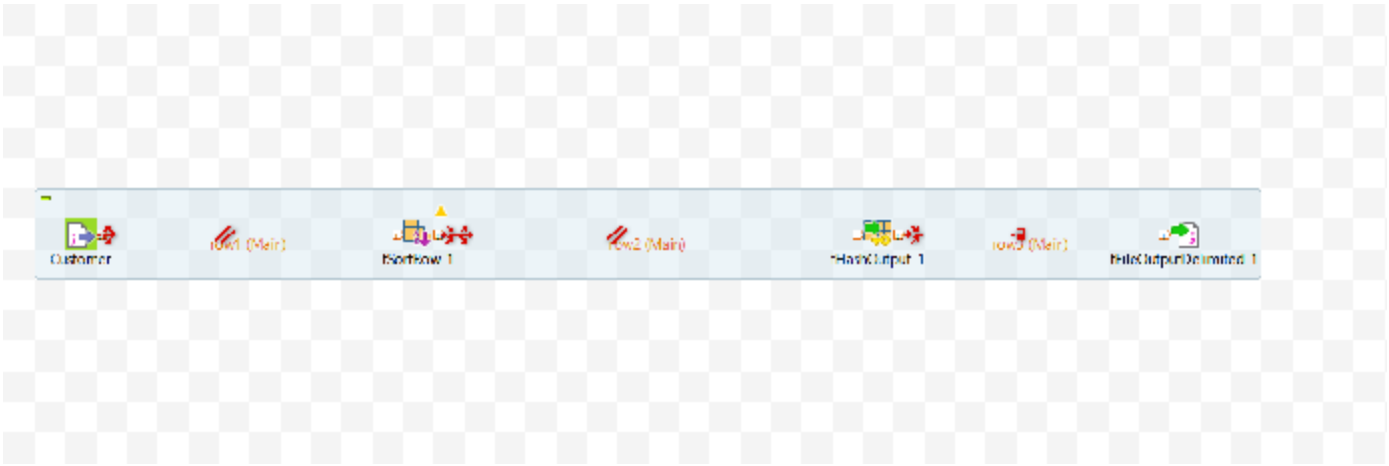 Customer
row1 (Main)
tSortRow_1
row2 (Main)
tHashOutput_1
row3 (Main)
tFileOutputDelimited_1